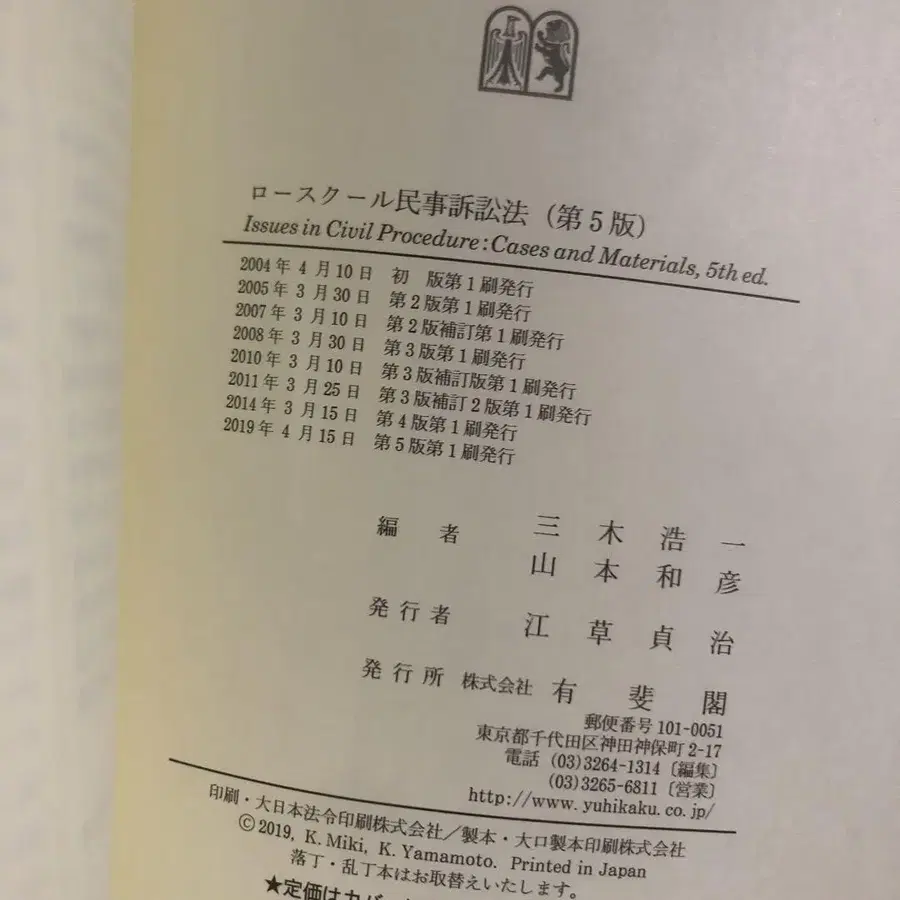 ロースクール民事訴訟法（第5版）
Issues in Civil Procedure: Cases and Materials, 5th ed.
2004年 4月10日 初 版第1刷発行
2005年 3月30日 第2版第1刷発行
2007年 3月10日 第2版補訂第1刷発行
2008年 3月30日 第3版第1刷発行
2010年 3月10日 第3版補訂版第1刷発行
2011年 3月25日 第3版補訂2版第1刷発行
2014年 3月15日 第4版第1刷発行
2019年 4月15日 第5版第1刷発行
編 者 三木浩一
山本和彦
発行者 江草貞治
発行所 株式会社 有斐閣
郵便番号 101-0051
東京都千代田区神田神保町2-17
電話 (03)3264-1314〔編集〕
(03)3265-6811〔営業〕
http://www.yuhikaku.co.jp/
印刷・大日本法令印刷株式会社／製本・大口製本印刷株式会社
© 2019, K. Miki, K. Yamamoto. Printed in Japan
落丁・乱丁本はお取替えいたします。
★定価はカバー